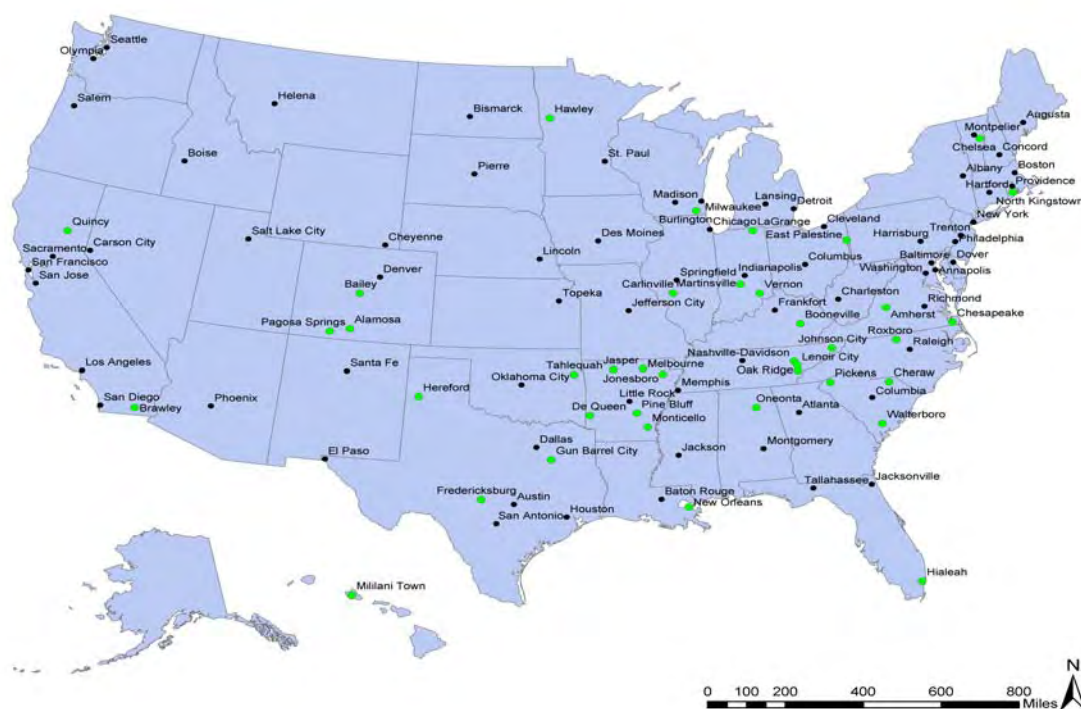 Seattle
Olympia
Salem
Helena
Bismarck
Hawley
Augusta
Montpelier
Chelsea
Concord
Boise
Pierre
St. Paul
Albany
Boston
Hartford
Providence
North Kingstown
Madison
Milwaukee
Lansing
Detroit
Burlington
Chicago
LaGrange
Cleveland
New York
East Palestine
Harrisburg
Trenton
Philadelphia
Quincy
Sacramento
Carson City
San Francisco
San Jose
Salt Lake City
Cheyenne
Lincoln
Des Moines
Columbus
Baltimore
Dover
Washington
Annapolis
Denver
Bailey
Springfield
Indianapolis
Carlinville
Martinsville
Vernon
Topeka
Jefferson City
Frankfort
Charleston
Richmond
Booneville
Amherst
Chesapeake
Pagosa Springs
Alamosa
Roxboro
Johnson City
Raleigh
Los Angeles
Santa Fe
Nashville-Davidson
Lenoir City
Oak Ridge
Tahlequah
Jasper
Melbourne
Jonesboro
Oklahoma City
Memphis
Pickens
Cheraw
Hereford
Little Rock
Columbia
San Diego
Brawley
Phoenix
De Queen
Pine Bluff
Monticello
Oneonta
Atlanta
Walterboro
El Paso
Dallas
Gun Barrel City
Jackson
Montgomery
Fredericksburg
Austin
San Antonio
Houston
Baton Rouge
New Orleans
Tallahassee
Jacksonville
Mililani Town
Hialeah
N
0 100 200 400 600 800
Miles